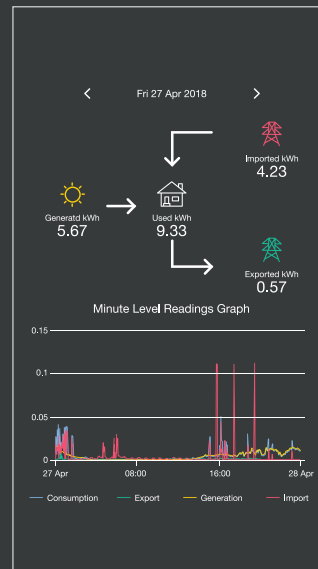 Fri 27 Apr 2018
Imported kWh
4.23
Generatd kWh
5.67
Used kWh
9.33
Exported kWh
0.57
Minute Level Readings Graph
0.15
0.1
0.05
0
27 Apr 08:00 16:00 28 Apr
Consumption Export Generation Import